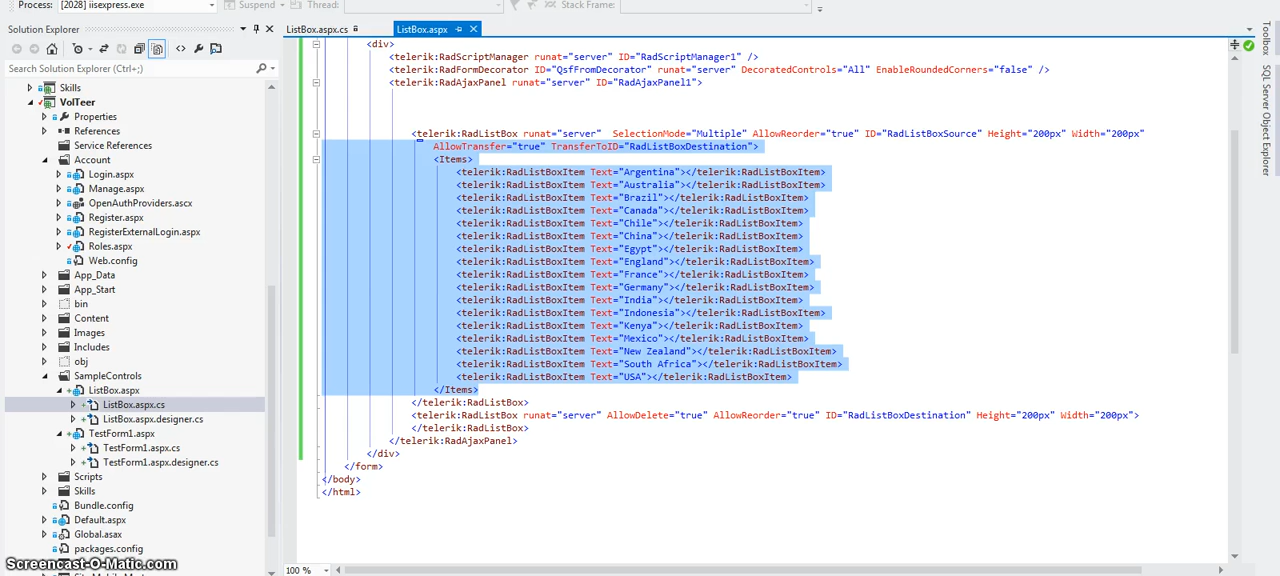 Process: [2028] iisexpress.exe Suspend Thread: Stack Frame:
Solution Explorer
Search Solution Explorer (Ctrl+;)
Skills
VolTeer
Properties
References
Service References
Account
Login.aspx
Manage.aspx
OpenAuthProviders.ascx
Register.aspx
RegisterExternalLogin.aspx
Roles.aspx
Web.config
App_Data
App_Start
bin
Content
Images
Includes
obj
SampleControls
ListBox.aspx
ListBox.aspx.cs
ListBox.aspx.designer.cs
TestForm1.aspx
TestForm1.aspx.cs
TestForm1.aspx.designer.cs
Scripts
Skills
Bundle.config
Default.aspx
Global.asax
packages.config
Screencast-O-Matic.com
ListBox.aspx.cs ListBox.aspx
<div>
<telerik:RadScriptManager runat="server" ID="RadScriptManager1" />
<telerik:RadFormDecorator ID="QsfFromDecorator" runat="server" DecoratedControls="All" EnableRoundedCorners="false" />
<telerik:RadAjaxPanel runat="server" ID="RadAjaxPanel1">
<telerik:RadListBox runat="server" SelectionMode="Multiple" AllowReorder="true" ID="RadListBoxSource" Height="200px" Width="200px"
AllowTransfer="true" TransferToID="RadListBoxDestination">
<Items>
<telerik:RadListBoxItem Text="Argentina"></telerik:RadListBoxItem>
<telerik:RadListBoxItem Text="Australia"></telerik:RadListBoxItem>
<telerik:RadListBoxItem Text="Brazil"></telerik:RadListBoxItem>
<telerik:RadListBoxItem Text="Canada"></telerik:RadListBoxItem>
<telerik:RadListBoxItem Text="Chile"></telerik:RadListBoxItem>
<telerik:RadListBoxItem Text="China"></telerik:RadListBoxItem>
<telerik:RadListBoxItem Text="Egypt"></telerik:RadListBoxItem>
<telerik:RadListBoxItem Text="England"></telerik:RadListBoxItem>
<telerik:RadListBoxItem Text="France"></telerik:RadListBoxItem>
<telerik:RadListBoxItem Text="Germany"></telerik:RadListBoxItem>
<telerik:RadListBoxItem Text="India"></telerik:RadListBoxItem>
<telerik:RadListBoxItem Text="Indonesia"></telerik:RadListBoxItem>
<telerik:RadListBoxItem Text="Kenya"></telerik:RadListBoxItem>
<telerik:RadListBoxItem Text="Mexico"></telerik:RadListBoxItem>
<telerik:RadListBoxItem Text="New Zealand"></telerik:RadListBoxItem>
<telerik:RadListBoxItem Text="South Africa"></telerik:RadListBoxItem>
<telerik:RadListBoxItem Text="USA"></telerik:RadListBoxItem>
</Items>
</telerik:RadListBox>
<telerik:RadListBox runat="server" AllowDelete="true" AllowReorder="true" ID="RadListBoxDestination" Height="200px" Width="200px">
</telerik:RadListBox>
</telerik:RadAjaxPanel>
</div>
</form>
</body>
</html>
100 %
Toolbox
SQL Server Object Explorer